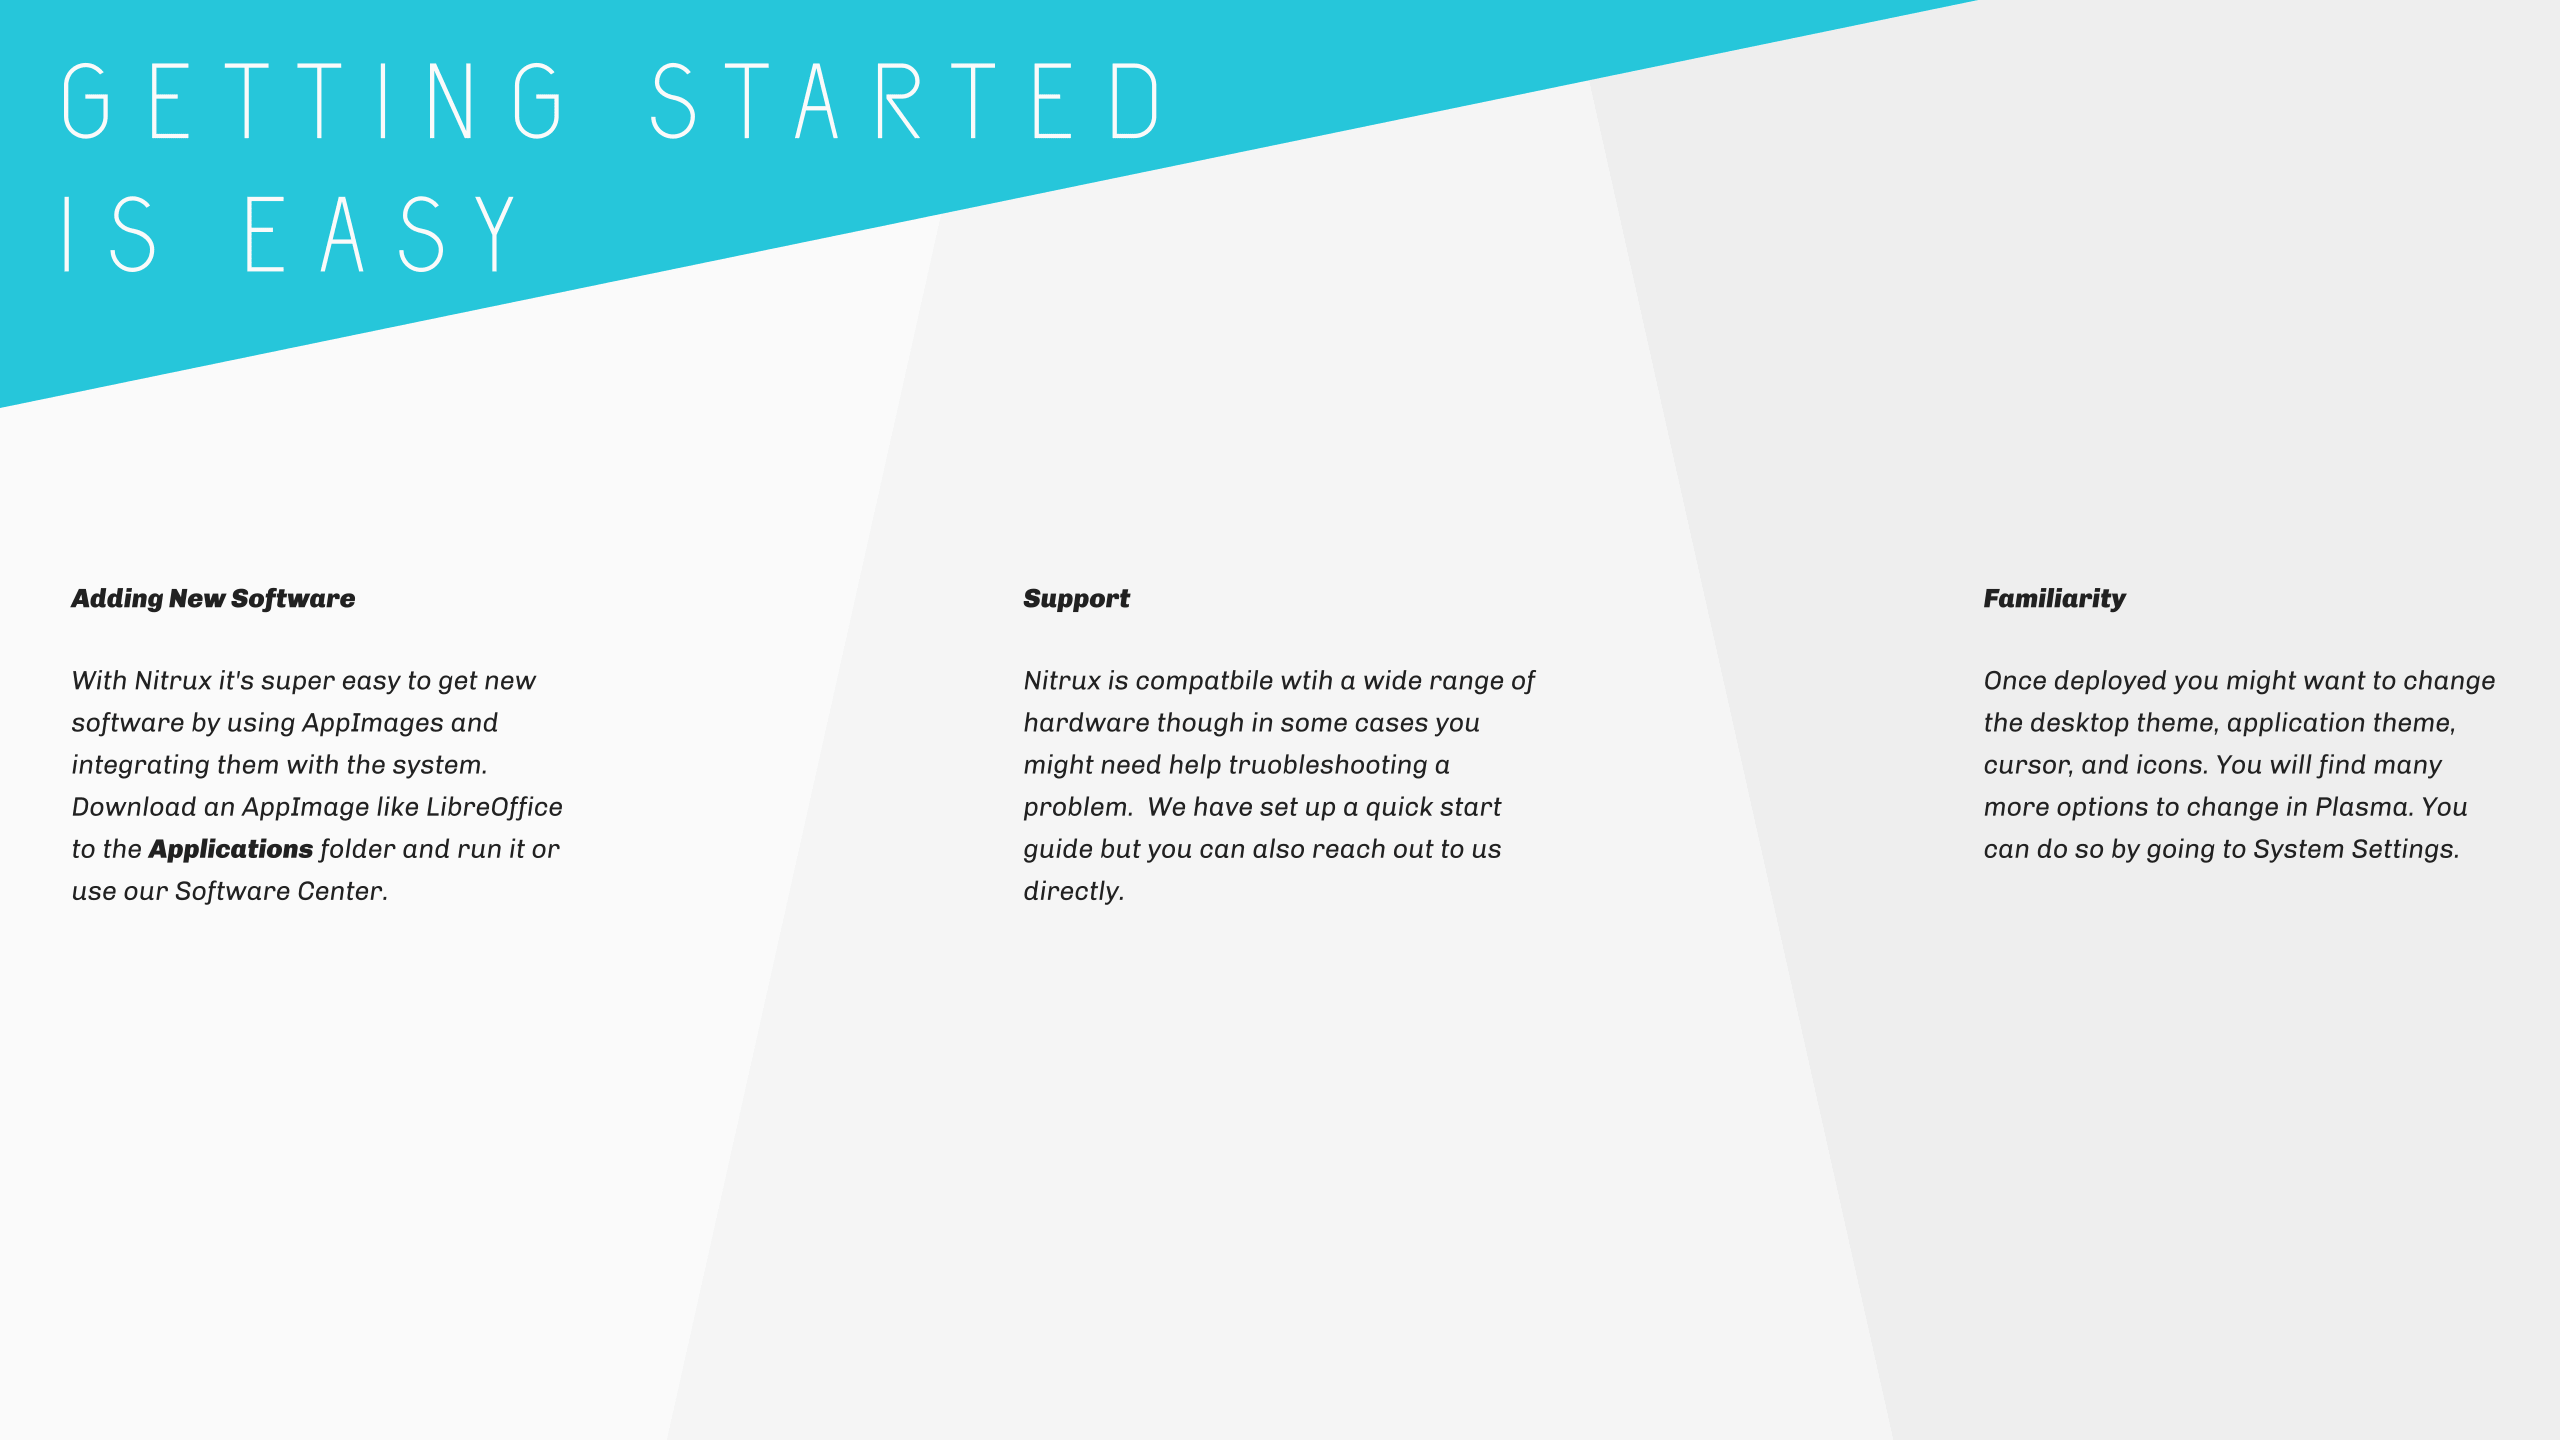 GETTING STARTED
IS EASY
Adding New Software
With Nitrux it's super easy to get new
software by using AppImages and
integrating them with the system.
Download an AppImage like LibreOffice
to the Applications folder and run it or
use our Software Center.
Support
Nitrux is compatbile wtih a wide range of
hardware though in some cases you
might need help truobleshooting a
problem.  We have set up a quick start
guide but you can also reach out to us
directly.
Familiarity
Once deployed you might want to change
the desktop theme, application theme,
cursor, and icons. You will find many
more options to change in Plasma. You
can do so by going to System Settings.